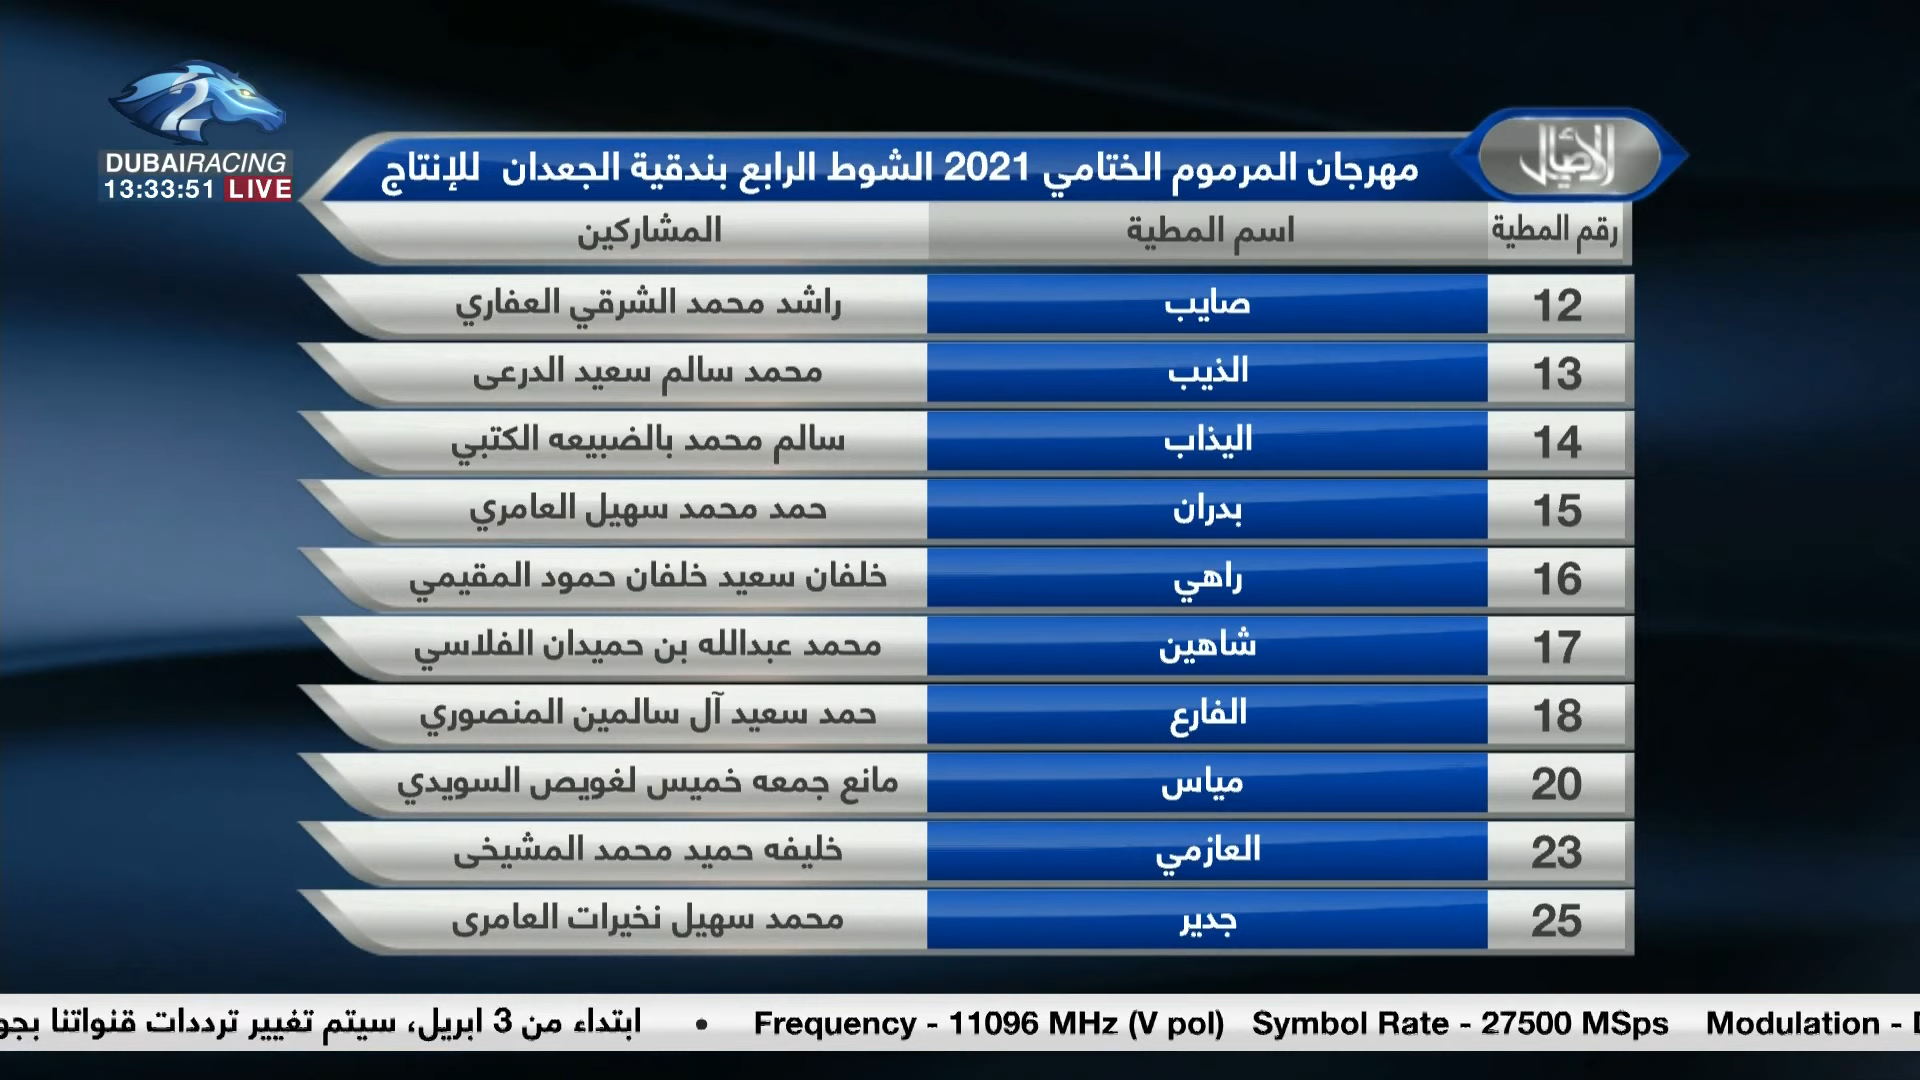 DUBAI RACING
13:33:51 LIVE
الأصايل
مهرجان المرموم الختامي 2021 الشوط الرابع بندقية الجعدان للإنتاج
رقم المطية اسم المطية المشاركين
12 صايب راشد محمد الشرقي العفاري
13 الذيب محمد سالم سعيد الدرعى
14 اليذاب سالم محمد بالضبيعه الكتبي
15 بدران حمد محمد سهيل العامري
16 راهي خلفان سعيد خلفان حمود المقيمي
17 شاهين محمد عبدالله بن حميدان الفلاسي
18 الفارع حمد سعيد آل سالمين المنصوري
20 مياس مانع جمعه خميس لغويص السويدي
23 العازمي خليفه حميد محمد المشيخى
25 جدير محمد سهيل نخيرات العامرى
ابتداء من 3 ابريل، سيتم تغيير ترددات قنواتنا • Frequency - 11096 MHz (V pol) Symbol Rate - 27500 MSps Modulation -